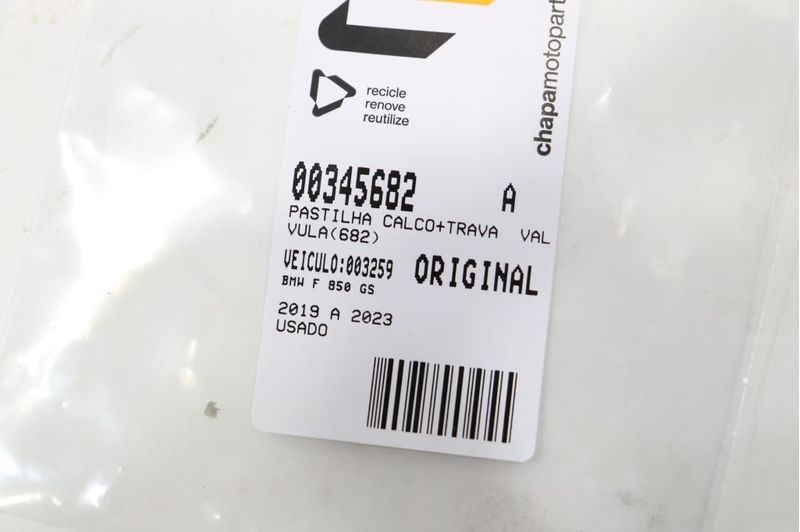 chapamotopart
recicle
renove
reutilize
00345682 A
PASTILHA CALCO+TRAVA VAL
VULA(682)
VEICULO:003259 ORIGINAL
BMW F 850 GS
2019 A 2023
USADO